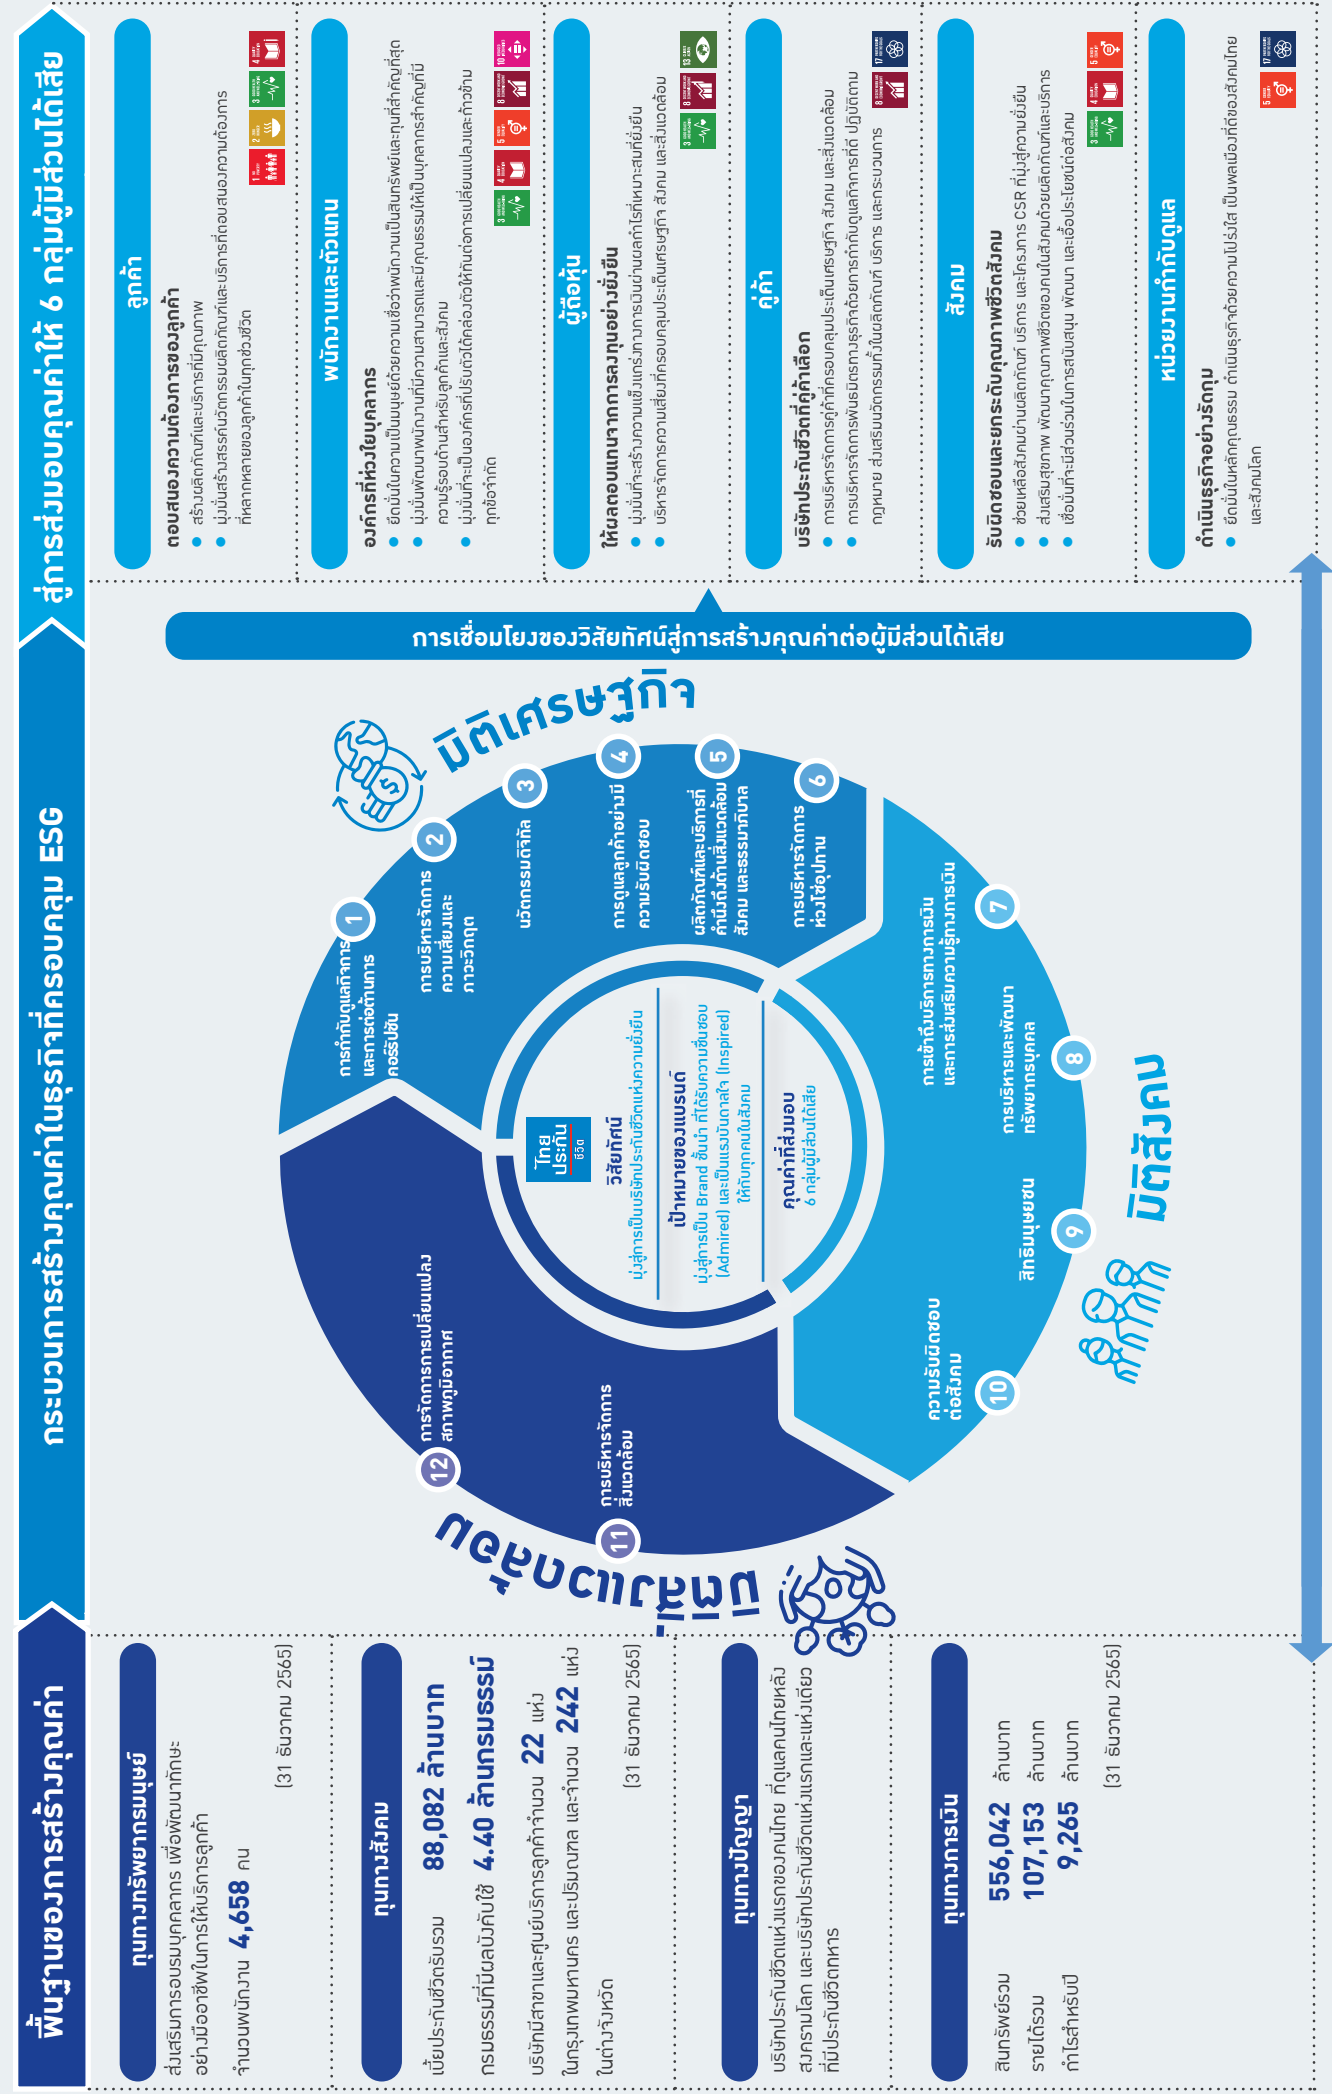 พื้นฐานของการสร้างคุณค่า
กระบวนการสร้างคุณค่าในธุรกิจที่ครอบคลุม ESG
สู่การส่งมอบคุณค่าให้ 6 กลุ่มผู้มีส่วนได้เสีย
ทุนทางทรัพยากรมนุษย์
ส่งเสริมการอบรมบุคคลากร เพื่อพัฒนาทักษะ
อย่างมืออาชีพในการให้บริการลูกค้า
จำนวนพนักงาน 4,658 คน
(31 ธันวาคม 2565)
ทุนทางสังคม
เบี้ยประกันชีวิตรับรวม 88,082 ล้านบาท
กรมธรรม์ที่มีผลบังคับใช้ 4.40 ล้านกรมธรรม์
บริษัทมีสาขาและศูนย์บริการลูกค้าจำนวน 22 แห่ง
ในกรุงเทพมหานคร และปริมณฑล และจำนวน 242 แห่ง
ในต่างจังหวัด
(31 ธันวาคม 2565)
ทุนทางปัญญา
บริษัทประกันชีวิตแห่งแรกของคนไทย ที่ดูแลคนไทยหลัง
สงครามโลก และบริษัทประกันชีวิตแห่งแรกและแห่งเดียว
ที่มีประกันชีวิตทหาร
ทุนทางการเงิน
สินทรัพย์รวม 556,042 ล้านบาท
รายได้รวม 107,153 ล้านบาท
กำไรสำหรับปี 9,265 ล้านบาท
(31 ธันวาคม 2565)
มิติเศรษฐกิจ
1
การกำกับดูแลกิจการ
และการต่อต้านการ
คอร์รัปชัน
2
การบริหารจัดการ
ความเสี่ยงและ
ภาวะวิกฤต
3
นวัตกรรมดิจิทัล
4
การดูแลลูกค้าอย่างมี
ความรับผิดชอบ
5
ผลิตภัณฑ์และบริการที่
คำนึงถึงด้านสิ่งแวดล้อม
สังคม และธรรมาภิบาล
6
การบริหารจัดการ
ห่วงโซ่อุปทาน
มิติสังคม
7
การเข้าถึงบริการทางการเงิน
และการส่งเสริมความรู้ทางการเงิน
8
การบริหารและพัฒนา
ทรัพยากรบุคคล
9
สิทธิมนุษยชน
10
ความรับผิดชอบ
ต่อสังคม
มิติสิ่งแวดล้อม
11
การบริหารจัดการ
สิ่งแวดล้อม
12
การจัดการการเปลี่ยนแปลง
สภาพภูมิอากาศ
ไทย
ประกัน
ชีวิต
วิสัยทัศน์
มุ่งสู่การเป็นบริษัทประกันชีวิตแห่งความยั่งยืน
เป้าหมายของแบรนด์
มุ่งสู่การเป็น Brand ชั้นนำ ที่ได้รับความชื่นชอบ
(Admired) และเป็นแรงบันดาลใจ (Inspired)
ให้กับทุกคนในสังคม
คุณค่าที่ส่งมอบ
6 กลุ่มผู้มีส่วนได้เสีย
การเชื่อมโยงของวิสัยทัศน์สู่การสร้างคุณค่าต่อผู้มีส่วนได้เสีย
ลูกค้า
ตอบสนองความต้องการของลูกค้า
สร้างผลิตภัณฑ์และบริการที่มีคุณภาพ
มุ่งมั่นสร้างสรรค์นวัตกรรมผลิตภัณฑ์และบริการที่ตอบสนองความต้องการ
ที่หลากหลายของลูกค้าในทุกช่วงชีวิต
1 2 3 4
พนักงานและตัวแทน
องค์กรที่ห่วงใยบุคลากร
ยึดมั่นในความเป็นมนุษย์ด้วยความเชื่อว่าพนักงานเป็นสินทรัพย์และทุนที่สำคัญที่สุด
มุ่งมั่นพัฒนาพนักงานที่มีความสามารถและมีคุณธรรมให้เป็นบุคลากรสำคัญที่มี
ความรู้รอบด้านสำหรับลูกค้าและสังคม
มุ่งมั่นที่จะเป็นองค์กรที่ปรับตัวได้คล่องตัวให้ทันต่อการเปลี่ยนแปลงและก้าวข้าม
ทุกข้อจำกัด
3 4 5 8 10
ผู้ถือหุ้น
ให้ผลตอบแทนจากการลงทุนอย่างยั่งยืน
มุ่งมั่นที่จะสร้างความแข็งแกร่งทางการเงินผ่านผลกำไรที่เหมาะสมที่ยั่งยืน
บริหารจัดการความเสี่ยงที่ครอบคลุมประเด็นเศรษฐกิจ สังคม และสิ่งแวดล้อม
3 8 13
คู่ค้า
บริษัทประกันชีวิตที่คู่ค้าเลือก
การบริหารจัดการคู่ค้าที่ครอบคลุมประเด็นเศรษฐกิจ สังคม และสิ่งแวดล้อม
การบริหารจัดการพันธมิตรทางธุรกิจด้วยการกำกับดูแลกิจการที่ดี ปฏิบัติตาม
กฎหมาย ส่งเสริมนวัตกรรมทั้งในผลิตภัณฑ์ บริการ และกระบวนการ
8 17
สังคม
รับผิดชอบและยกระดับคุณภาพชีวิตสังคม
ช่วยเหลือสังคมผ่านผลิตภัณฑ์ บริการ และโครงการ CSR ที่มุ่งสู่ความยั่งยืน
ส่งเสริมสุขภาพ พัฒนาคุณภาพชีวิตของคนในสังคมด้วยผลิตภัณฑ์และบริการ
เชื่อมั่นที่จะมีส่วนร่วมในการสนับสนุน พัฒนา และเอื้อประโยชน์ต่อสังคม
3 4 5
หน่วยงานกำกับดูแล
ดำเนินธุรกิจอย่างรัดกุม
ยึดมั่นในหลักคุณธรรม ดำเนินธุรกิจด้วยความโปร่งใส เป็นพลเมืองที่ดีของสังคมไทย
และสังคมโลก
5 17